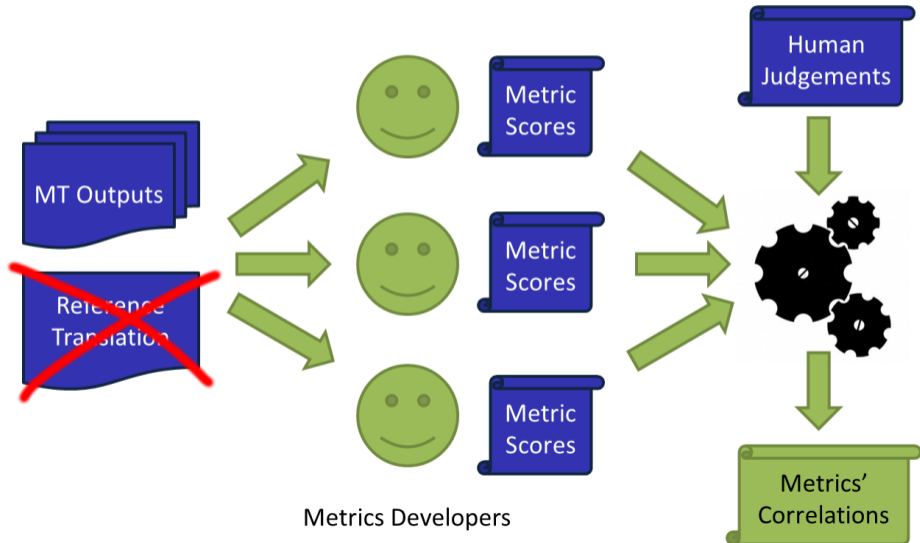 MT Outputs
Reference
Translation
Metric
Scores
Metric
Scores
Metric
Scores
Metrics Developers
Human
Judgements
Metrics’
Correlations